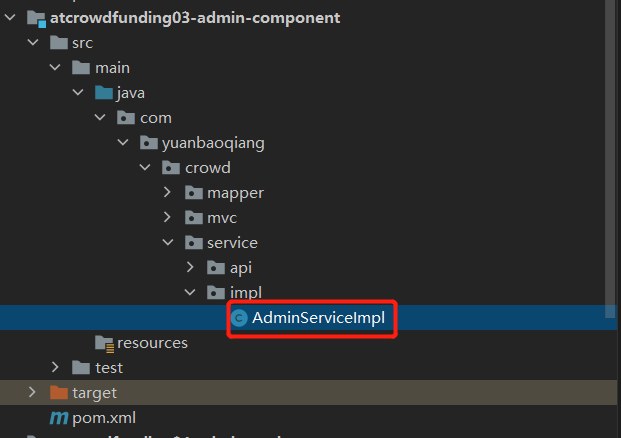 atcrowdfunding03-admin-component
src
main
java
com
yuanbaoqiang
crowd
mapper
mvc
service
api
impl
AdminServiceImpl
resources
test
target
pom.xml